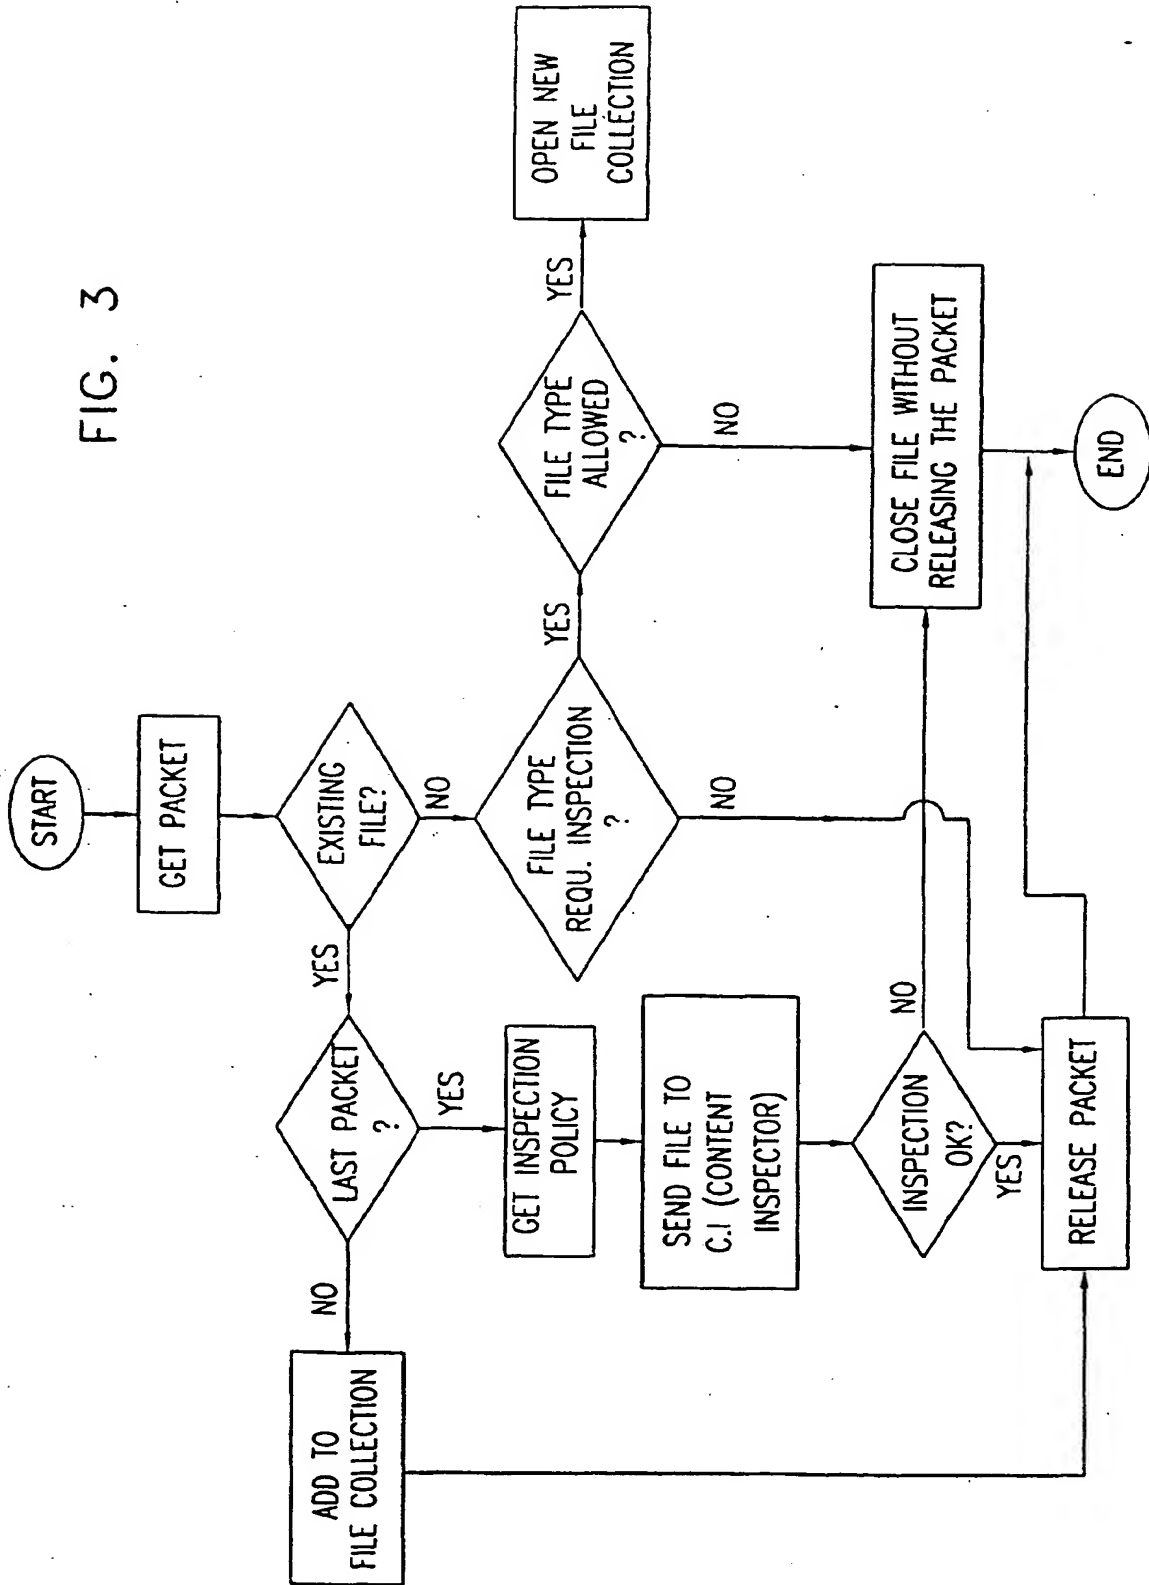 FIG. 3
START
GET PACKET
EXISTING
FILE?
YES
NO
LAST PACKET
?
NO
YES
ADD TO
FILE COLLECTION
GET INSPECTION
POLICY
SEND FILE TO
C.I (CONTENT
INSPECTOR)
INSPECTION
OK?
NO
YES
RELEASE PACKET
FILE TYPE
REQU. INSPECTION
?
YES
NO
FILE TYPE
ALLOWED
?
YES
NO
OPEN NEW
FILE
COLLECTION
CLOSE FILE WITHOUT
RELEASING THE PACKET
END